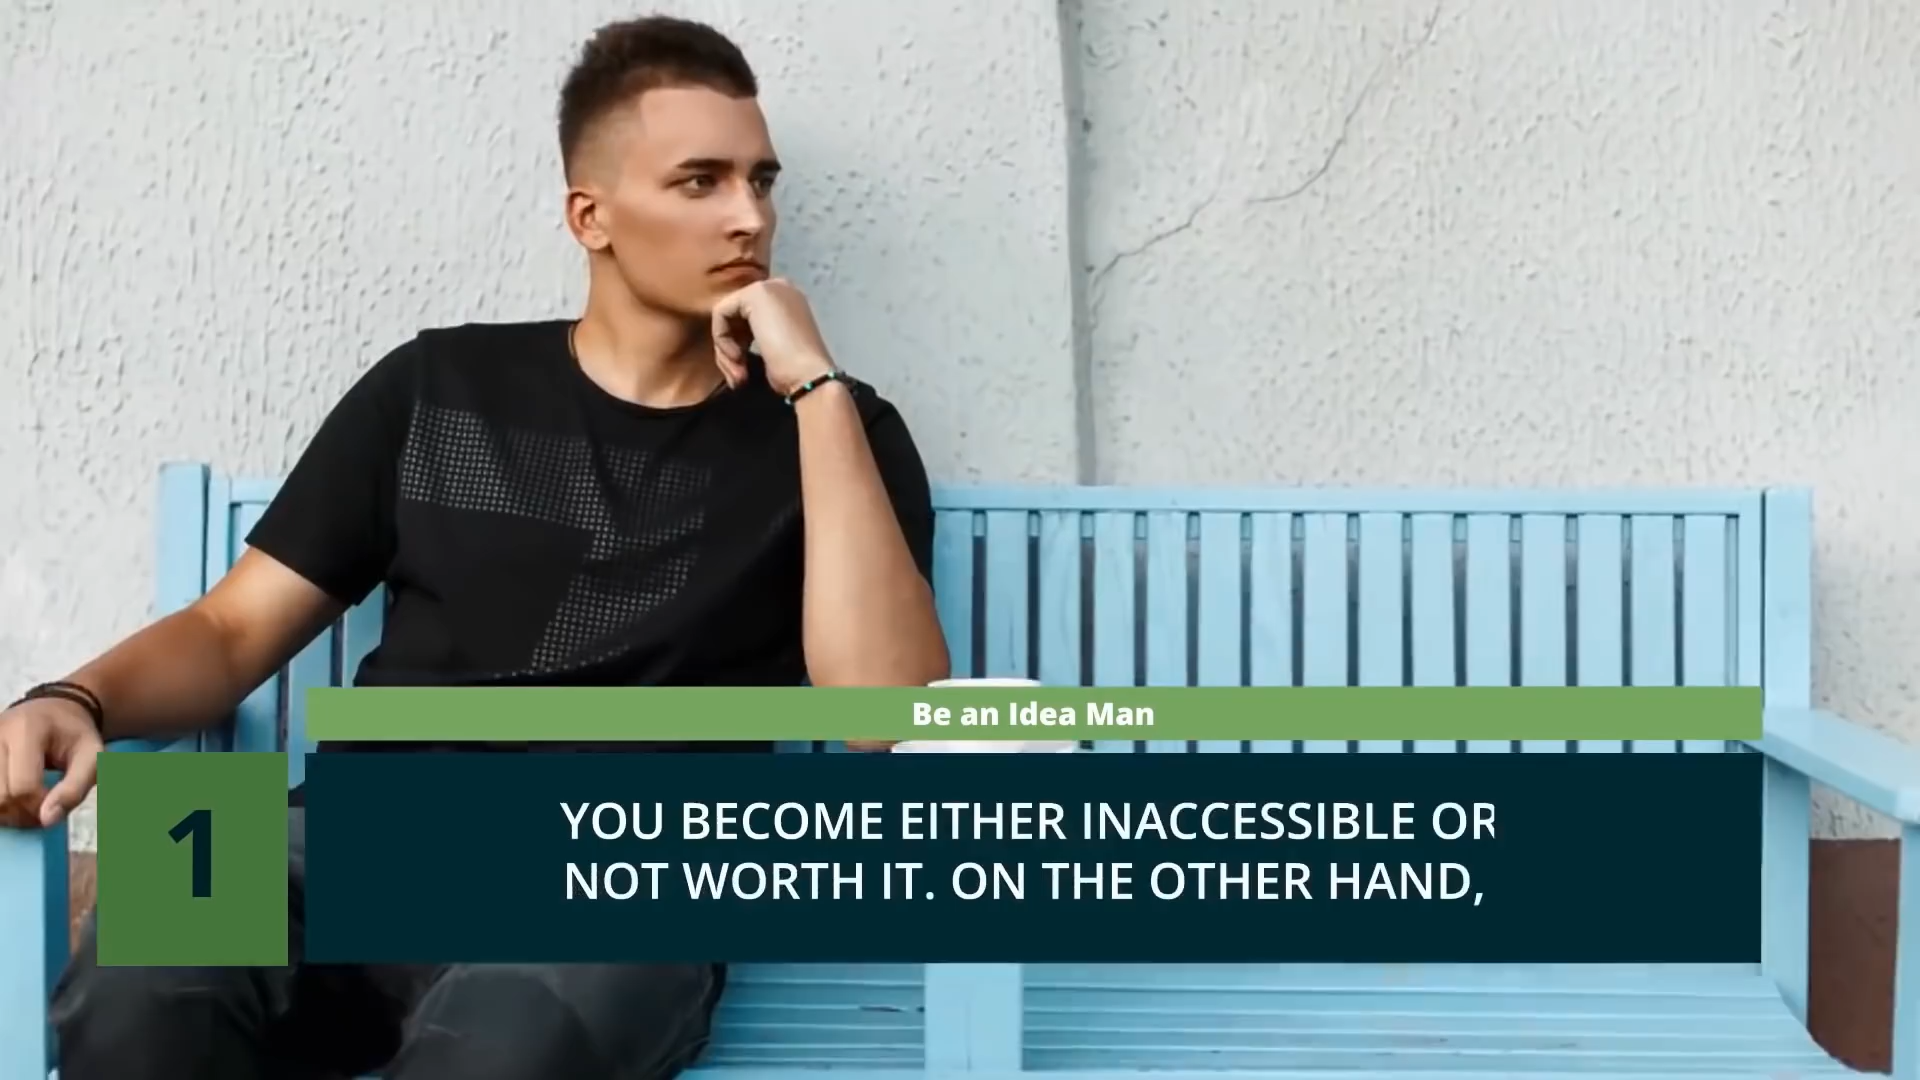 Be an Idea Man
1
YOU BECOME EITHER INACCESSIBLE OR
NOT WORTH IT. ON THE OTHER HAND,